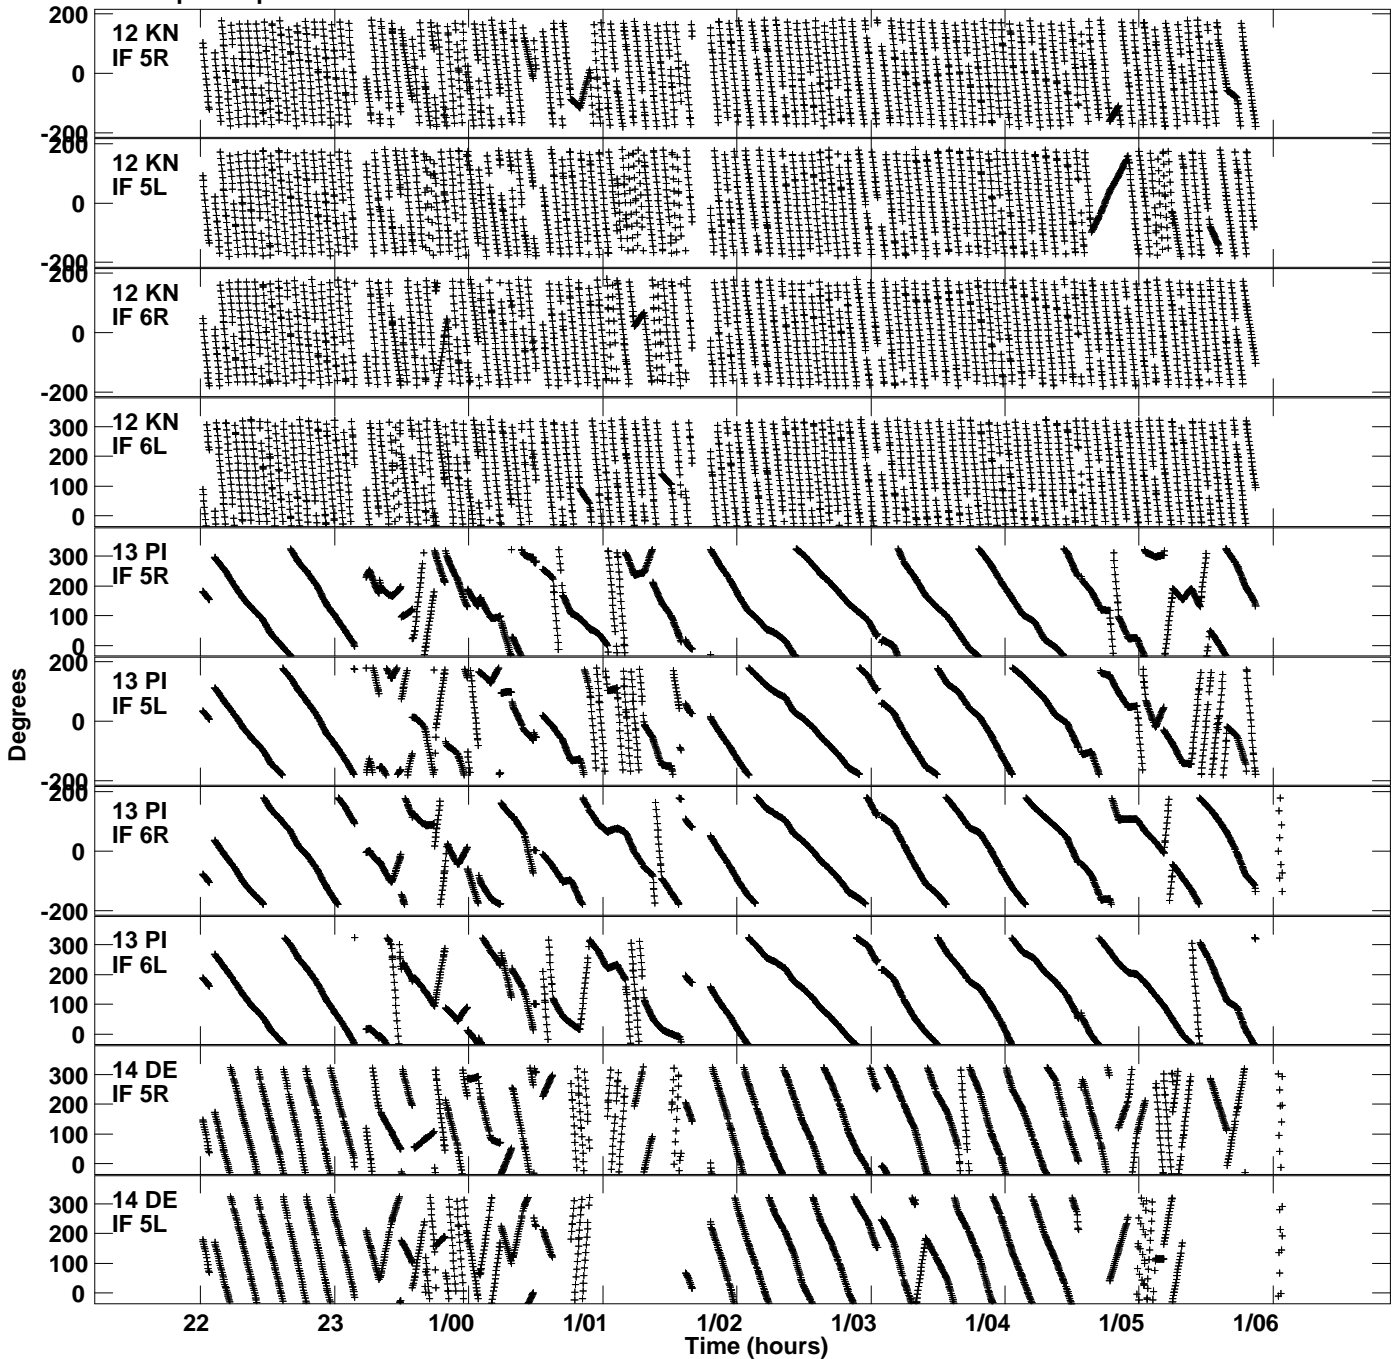 200
12 KN
IF 5R
0
-200
200
12 KN
IF 5L
0
-200
200
12 KN
IF 6R
0
-200
12 KN
IF 6L
300
200
100
0
13 PI
IF 5R
300
200
100
0
200
13 PI
IF 5L
0
-200
200
13 PI
IF 6R
0
-200
13 PI
IF 6L
300
200
100
0
14 DE
IF 5R
300
200
100
0
14 DE
IF 5L
300
200
100
0
Degrees
22 23 1/00 1/01 1/02 1/03 1/04 1/05 1/06
Time (hours)